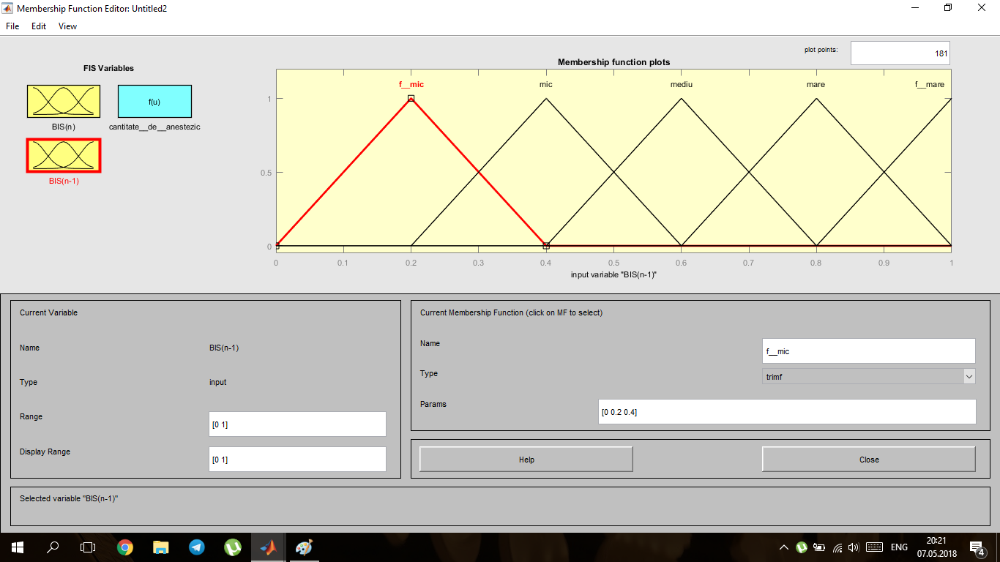 Membership Function Editor: Untitled2
File Edit View
FIS Variables
f(u)
BIS(n) cantitate__de__anestezic
BIS(n-1)
plot points: 181
Membership function plots
f__mic mic mediu mare f__mare
1
0.5
0
0 0.1 0.2 0.3 0.4 0.5 0.6 0.7 0.8 0.9 1
input variable "BIS(n-1)"
Current Variable
Name BIS(n-1)
Type input
Range [0 1]
Display Range [0 1]
Current Membership Function (click on MF to select)
Name f__mic
Type trimf
Params [0 0.2 0.4]
Help Close
Selected variable "BIS(n-1)"
ENG
20:21
07.05.2018
4